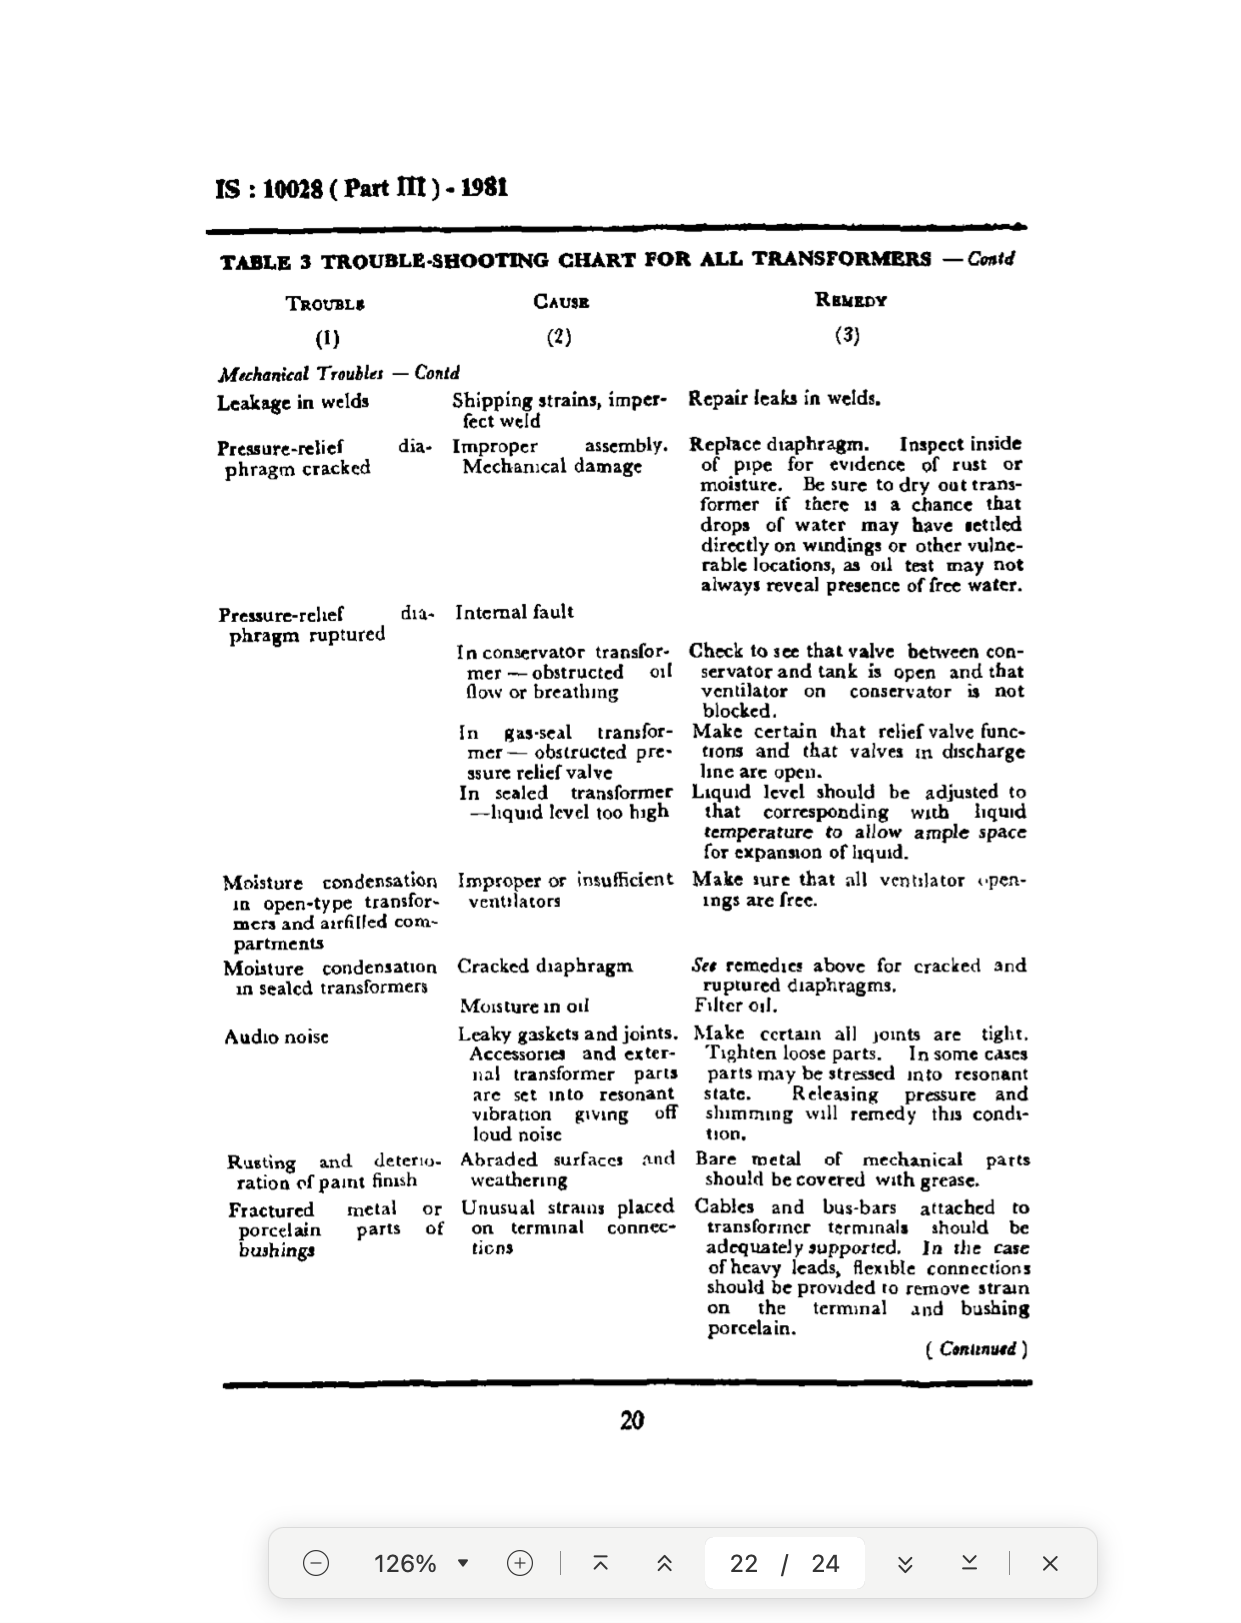 IS : 10028 ( Part III ) - 1981
TABLE 3 TROUBLE-SHOOTING CHART FOR ALL TRANSFORMERS — Contd
TROUBLE
CAUSE
REMEDY
(1)
(2)
(3)
Mechanical Troubles — Contd
Leakage in welds
Shipping strains, imper-
fect weld
Repair leaks in welds.
Pressure-relief dia-
phragm cracked
Improper assembly.
Mechanical damage
Replace diaphragm. Inspect inside
of pipe for evidence of rust or
moisture. Be sure to dry out trans-
former if there is a chance that
drops of water may have settled
directly on windings or other vulne-
rable locations, as oil test may not
always reveal presence of free water.
Pressure-relief dia-
phragm ruptured
Internal fault
In conservator transfor-
mer — obstructed oil
flow or breathing
Check to see that valve between con-
servator and tank is open and that
ventilator on conservator is not
blocked.
In gas-seal transfor-
mer — obstructed pre-
ssure relief valve
Make certain that relief valve func-
tions and that valves in discharge
line are open.
In sealed transformer
—liquid level too high
Liquid level should be adjusted to
that corresponding with liquid
temperature to allow ample space
for expansion of liquid.
Moisture condensation
in open-type transfor-
mers and airfilled com-
partments
Improper or insufficient
ventilators
Make sure that all ventilator open-
ings are free.
Moisture condensation
in sealed transformers
Cracked diaphragm
See remedies above for cracked and
ruptured diaphragms.
Moisture in oil
Filter oil.
Audio noise
Leaky gaskets and joints.
Accessories and exter-
nal transformer parts
are set into resonant
vibration giving off
loud noise
Make certain all joints are tight.
Tighten loose parts. In some cases
parts may be stressed into resonant
state. Releasing pressure and
shimming will remedy this condi-
tion.
Rusting and deterio-
ration of paint finish
Abraded surfaces and
weathering
Bare metal of mechanical parts
should be covered with grease.
Fractured metal or
porcelain parts of
bushings
Unusual strains placed
on terminal connec-
tions
Cables and bus-bars attached to
transformer terminals should be
adequately supported. In the case
of heavy leads, flexible connections
should be provided to remove strain
on the terminal and bushing
porcelain.
( Continued )
20
126%
22 / 24